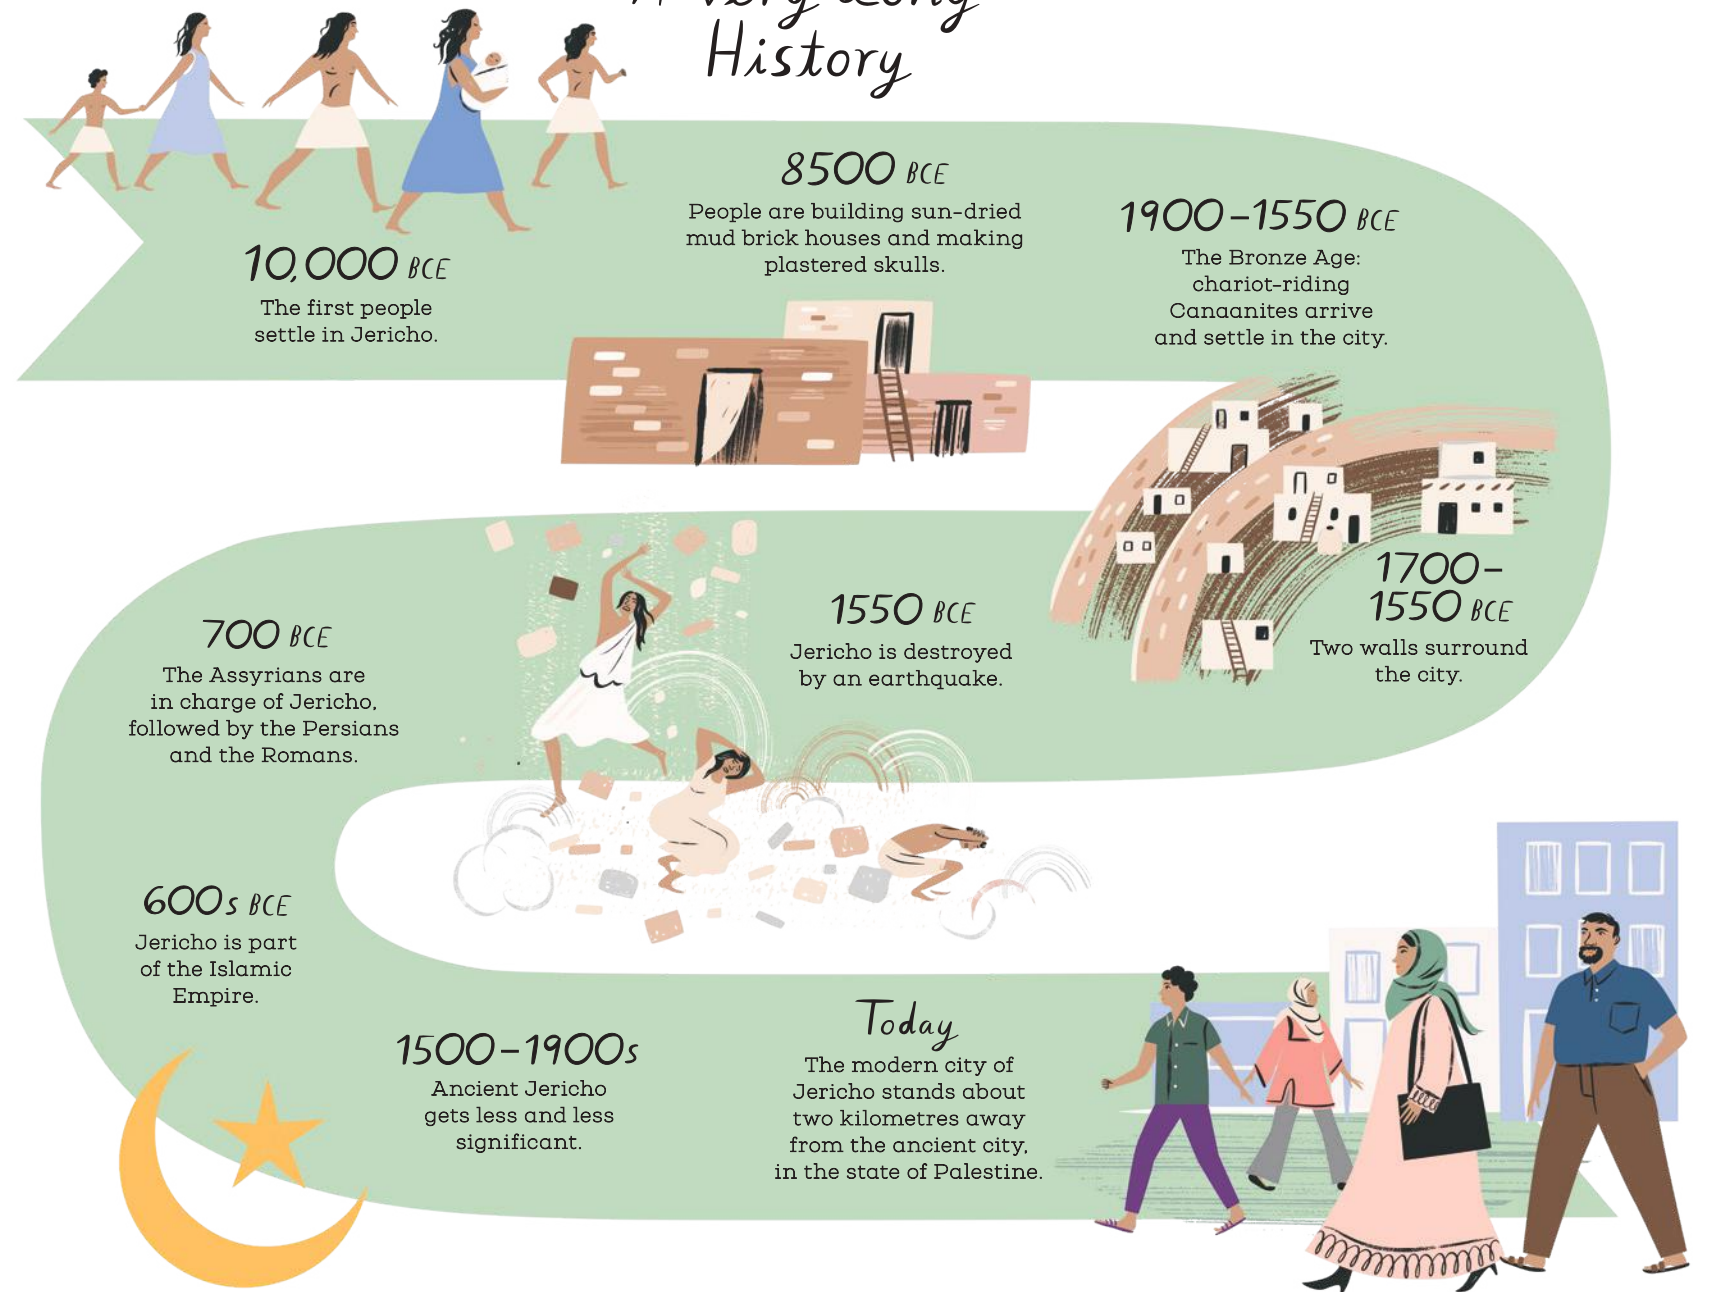 A Very Long
History
10,000 BCE
The first people
settle in Jericho.
8500 BCE
People are building sun-dried
mud brick houses and making
plastered skulls.
1900–1550 BCE
The Bronze Age:
chariot-riding
Canaanites arrive
and settle in the city.
1700–
1550 BCE
Two walls surround
the city.
1550 BCE
Jericho is destroyed
by an earthquake.
700 BCE
The Assyrians are
in charge of Jericho,
followed by the Persians
and the Romans.
600s BCE
Jericho is part
of the Islamic
Empire.
1500–1900s
Ancient Jericho
gets less and less
significant.
Today
The modern city of
Jericho stands about
two kilometres away
from the ancient city,
in the state of Palestine.